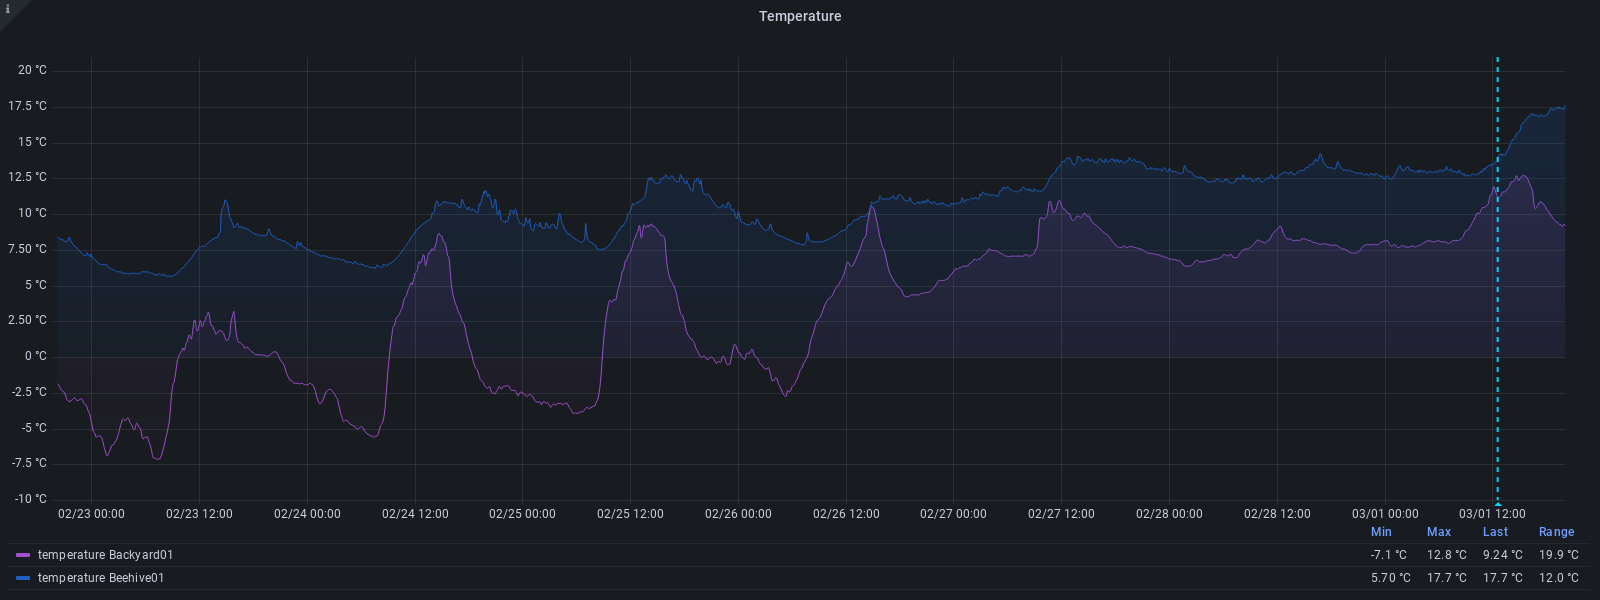 i
Temperature
20 °C
17.5 °C
15 °C
12.5 °C
10 °C
7.50 °C
5 °C
2.50 °C
0 °C
-2.5 °C
-5 °C
-7.5 °C
-10 °C
02/23 00:00 02/23 12:00 02/24 00:00 02/24 12:00 02/25 00:00 02/25 12:00 02/26 00:00 02/26 12:00 02/27 00:00 02/27 12:00 02/28 00:00 02/28 12:00 03/01 00:00 03/01 12:00
Min Max Last Range
temperature Backyard01 -7.1 °C 12.8 °C 9.24 °C 19.9 °C
temperature Beehive01 5.70 °C 17.7 °C 17.7 °C 12.0 °C